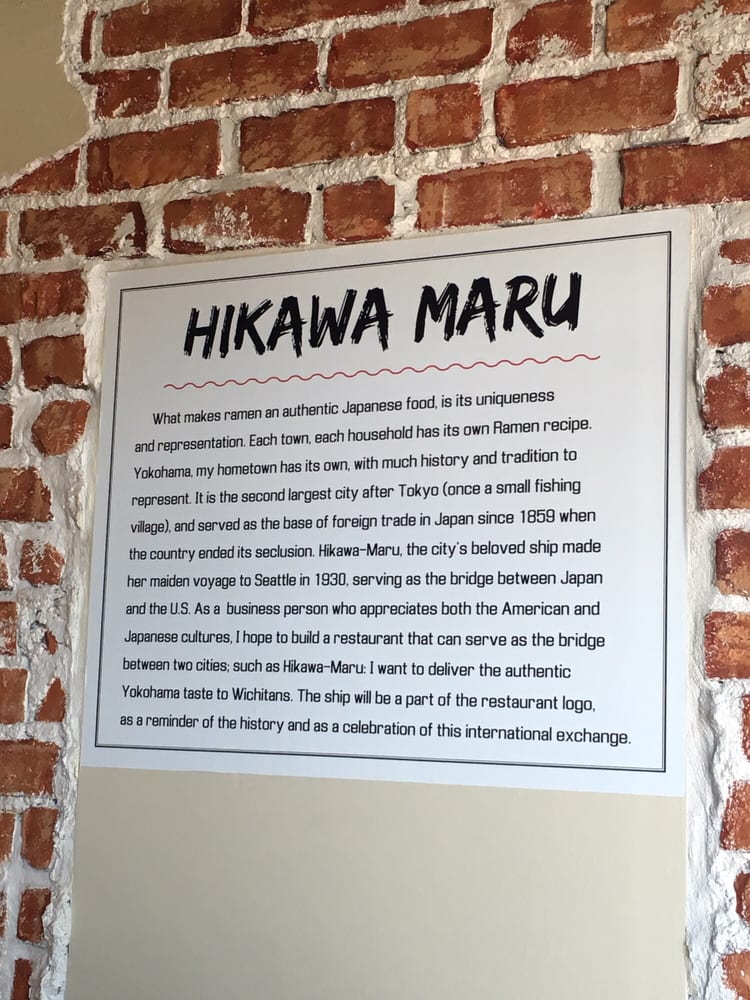 HIKAWA MARU
What makes ramen an authentic Japanese food, is its uniqueness
and representation. Each town, each household has its own Ramen recipe.
Yokohama, my hometown has its own, with much history and tradition to
represent. It is the second largest city after Tokyo (once a small fishing
village), and served as the base of foreign trade in Japan since 1859 when
the country ended its seclusion. Hikawa-Maru, the city's beloved ship made
her maiden voyage to Seattle in 1930, serving as the bridge between Japan
and the U.S. As a business person who appreciates both the American and
Japanese cultures, I hope to build a restaurant that can serve as the bridge
between two cities; such as Hikawa-Maru: I want to deliver the authentic
Yokohama taste to Wichitans. The ship will be a part of the restaurant logo,
as a reminder of the history and as a celebration of this international exchange.